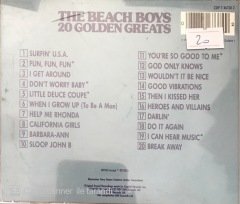 THE BEACH BOYS
20 GOLDEN GREATS
20
1 SURFIN' U.S.A.
2 FUN, FUN, FUN
3 I GET AROUND
4 DON'T WORRY BABY
5 LITTLE DEUCE COUPE
6 WHEN I GROW UP (To Be A Man)
7 HELP ME RHONDA
8 CALIFORNIA GIRLS
9 BARBARA-ANN
10 SLOOP JOHN B
11 YOU'RE SO GOOD TO ME
12 GOD ONLY KNOWS
13 WOULDN'T IT BE NICE
14 GOOD VIBRATIONS
15 THEN I KISSED HER
16 HEROES AND VILLAINS
17 DARLIN'
18 DO IT AGAIN
19 I CAN HEAR MUSIC
20 BREAK AWAY